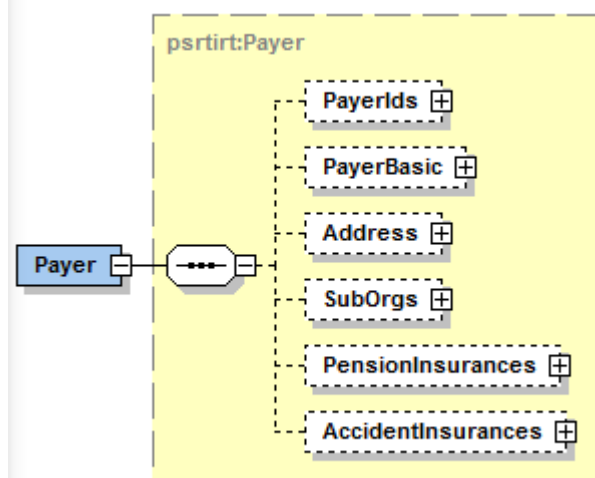 psrtirt:Payer
PayerIds
PayerBasic
Address
Payer
SubOrgs
PensionInsurances
AccidentInsurances